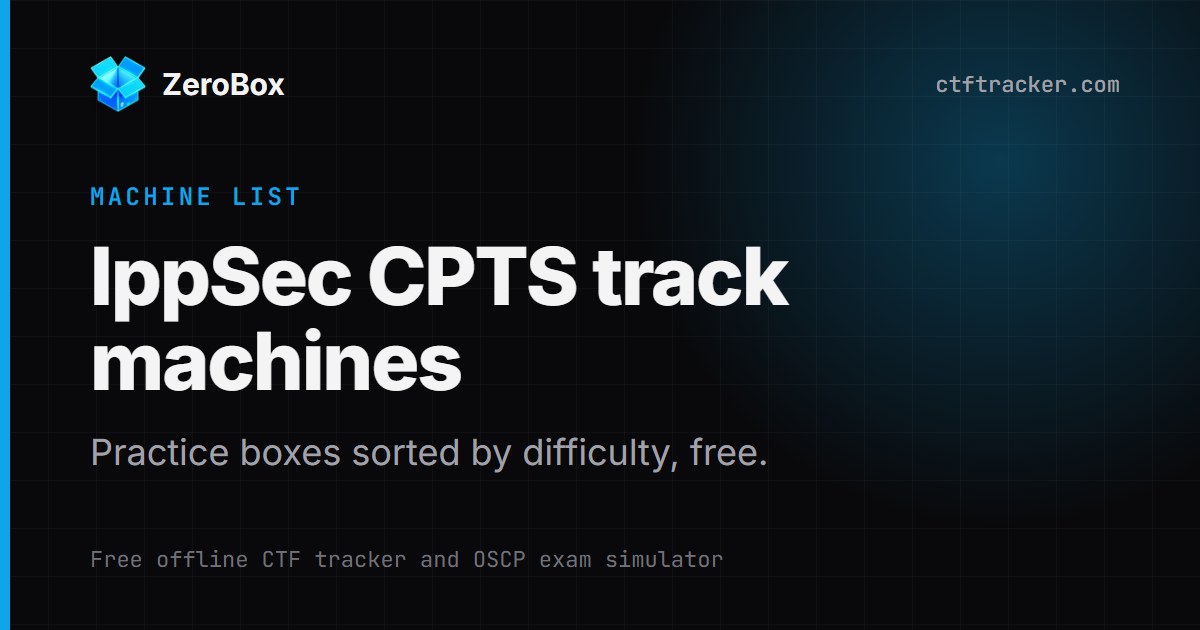 ZeroBox
ctftracker.com
MACHINE LIST
IppSec CPTS track
machines
Practice boxes sorted by difficulty, free.
Free offline CTF tracker and OSCP exam simulator